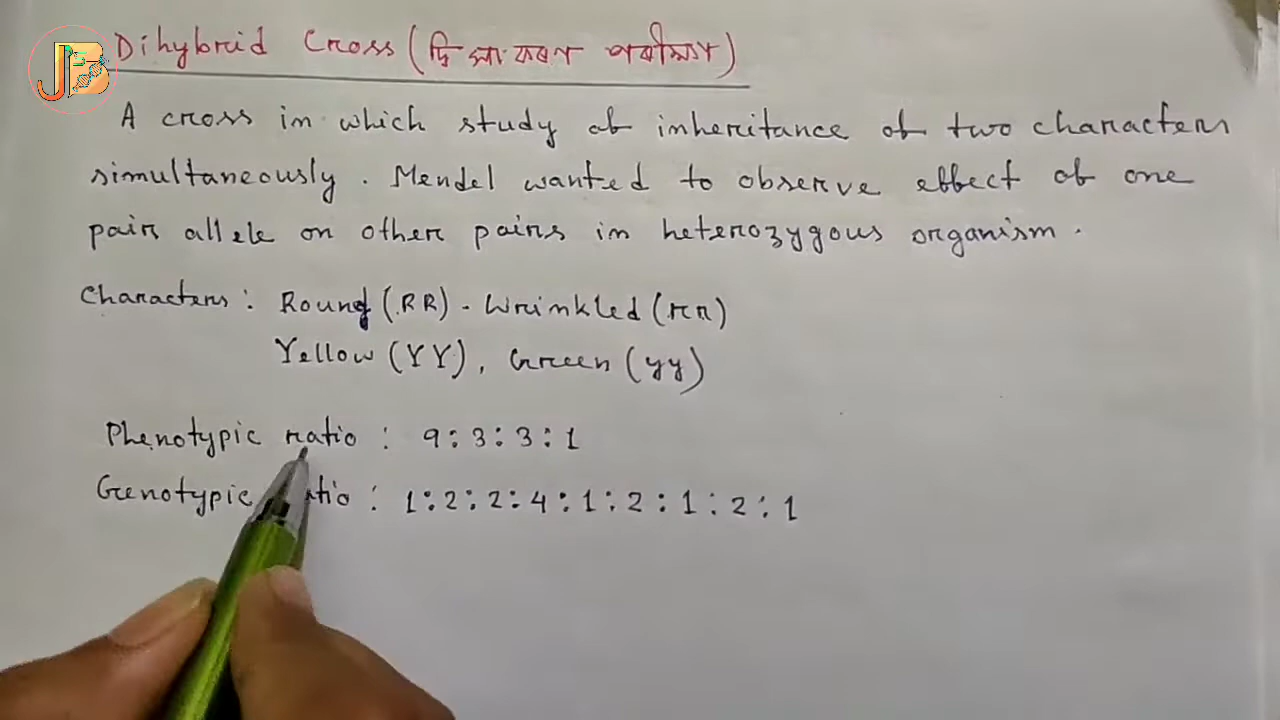 JB
Dihybrid Cross (দ্বি সংকরণ পরীক্ষা)
A cross in which study of inheritance of two characters
simultaneously. Mendel wanted to observe effect of one
pair allele on other pairs in heterozygous organism.
Characters: Round (RR) - Wrinkled (rr)
Yellow (YY), Green (yy)
Phenotypic ratio : 9:3:3:1
Genotypic ratio : 1:2:2:4:1:2:1:2:1